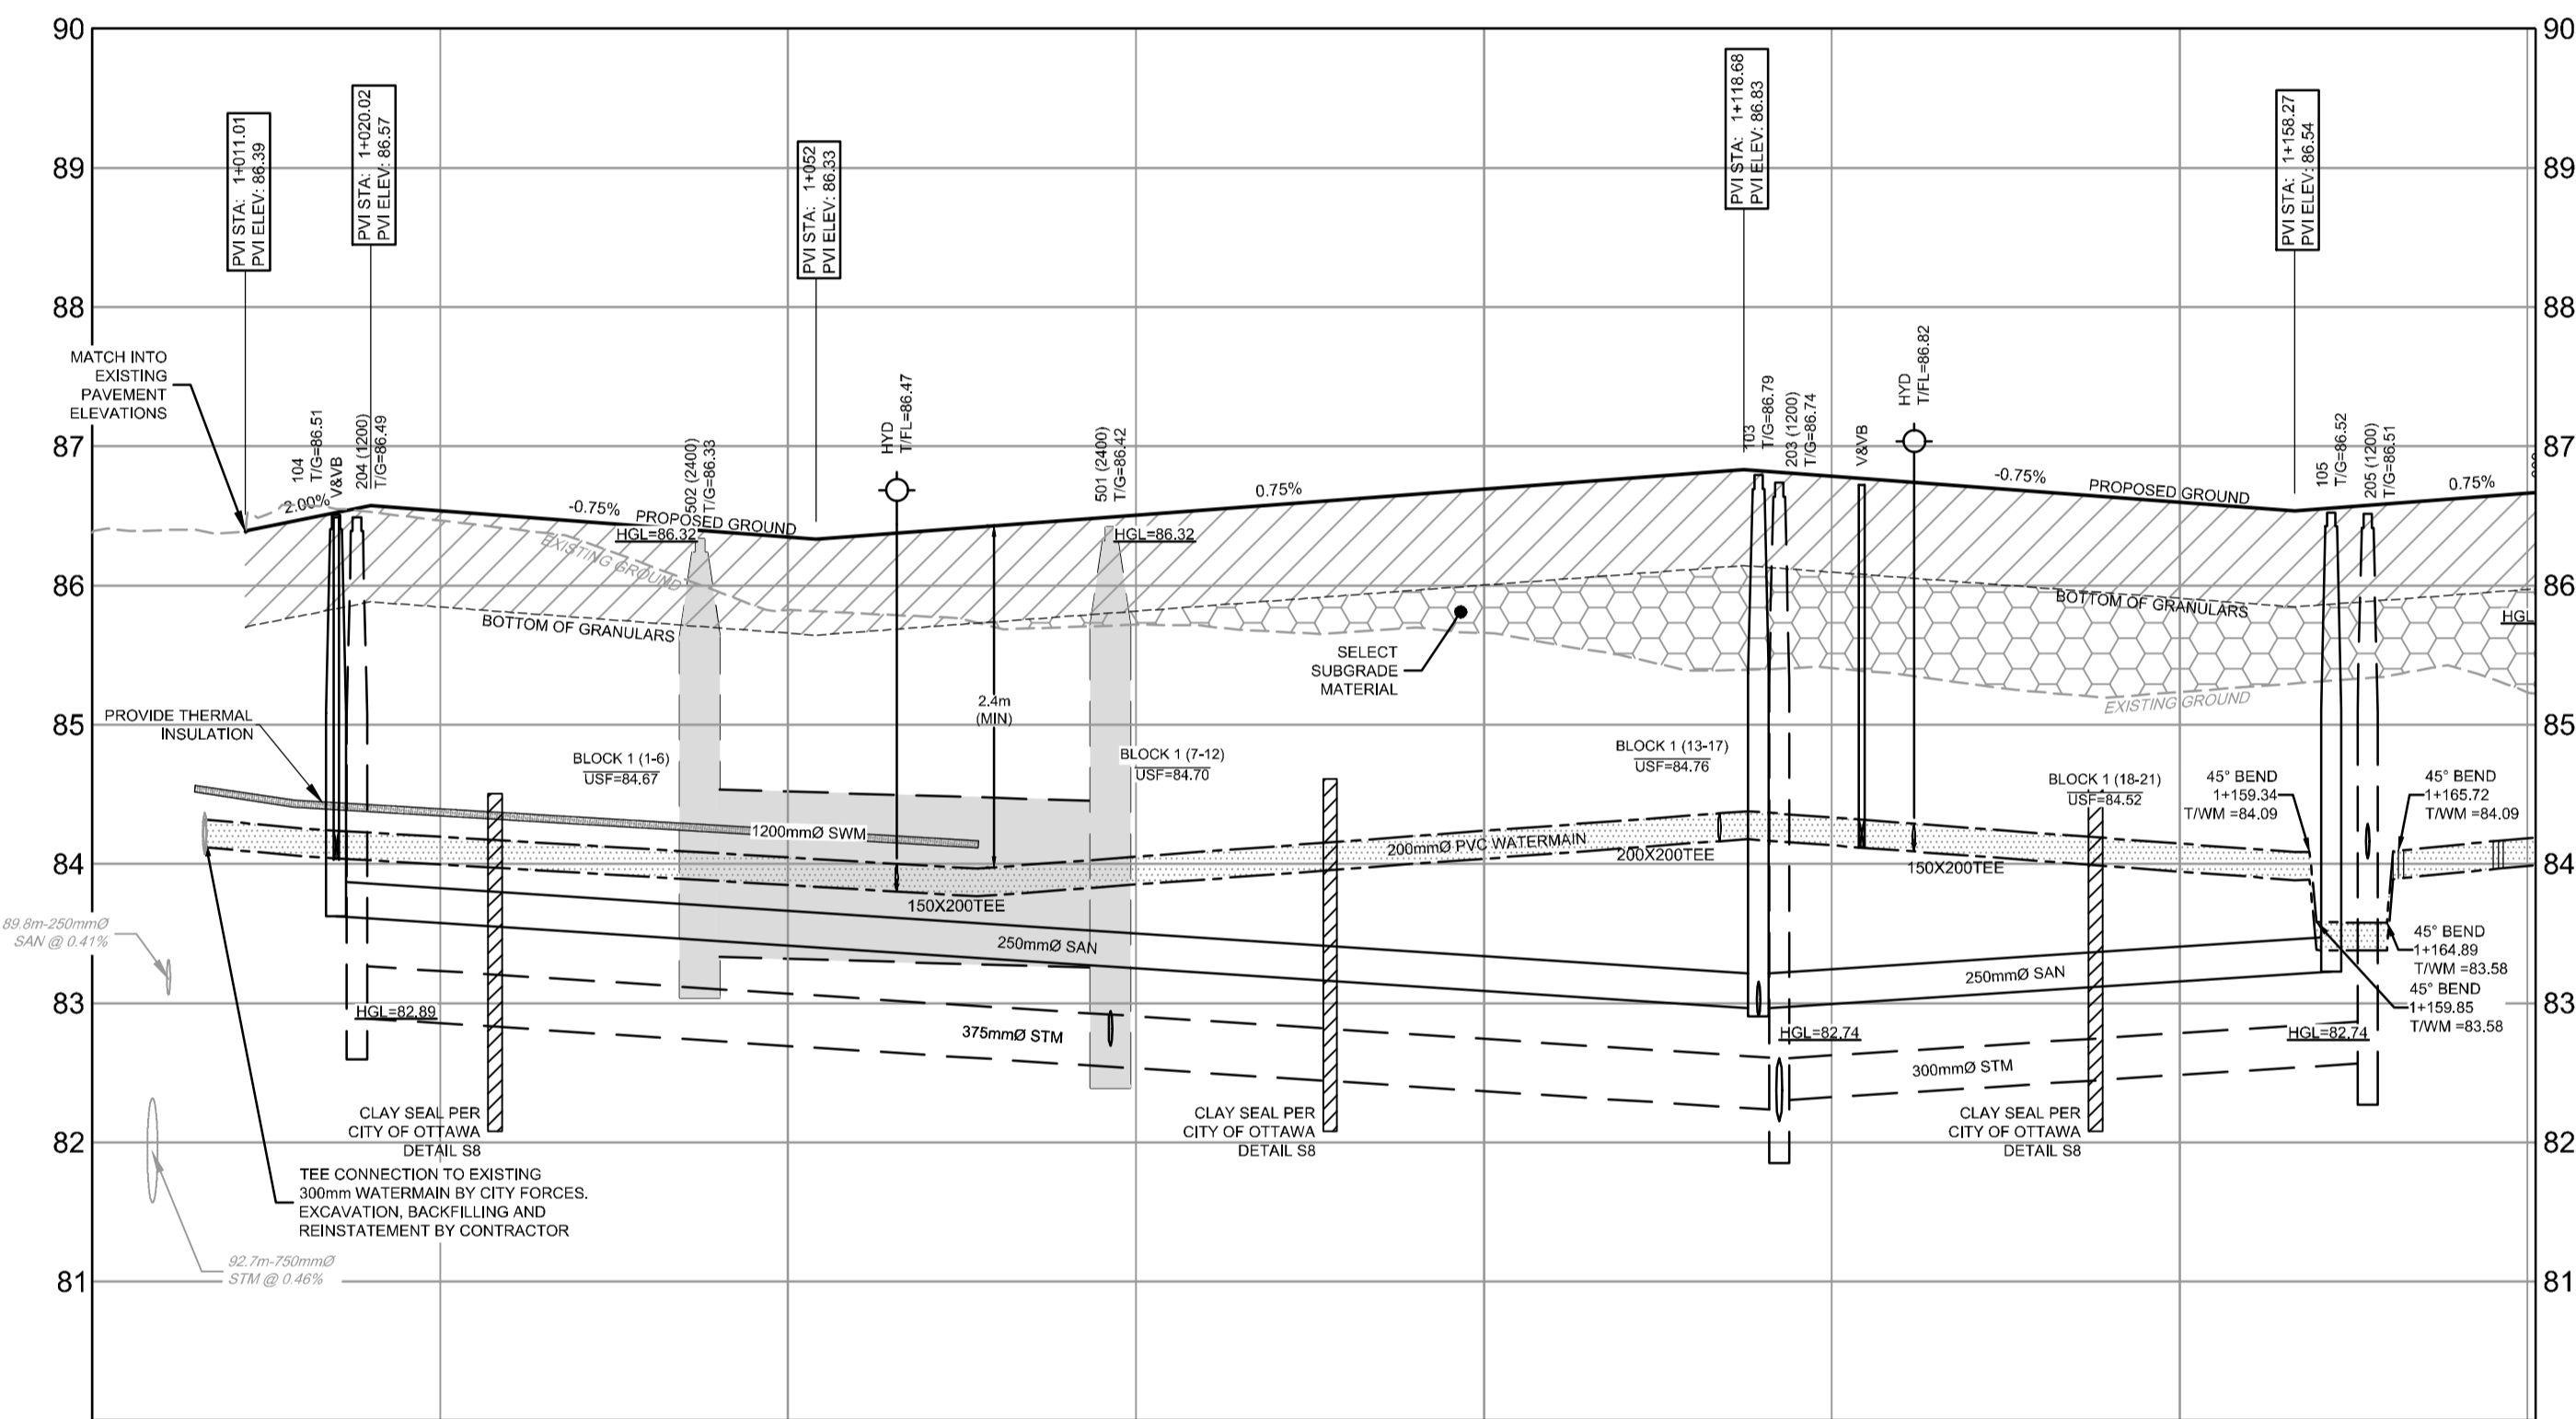 90
90
89
89
88
88
87
87
86
86
85
85
84
84
83
83
82
82
81
81
PVI STA: 1+011.01
PVI ELEV: 86.39
PVI STA: 1+020.02
PVI ELEV: 86.57
PVI STA: 1+052
PVI ELEV: 86.33
PVI STA: 1+118.68
PVI ELEV: 86.83
PVI STA: 1+158.27
PVI ELEV: 86.54
MATCH INTO
EXISTING
PAVEMENT
ELEVATIONS
104
T/G=86.51
V&VB
204 (1200)
T/G=86.49
2.00%
-0.75%
502 (2400)
T/G=86.33
PROPOSED GROUND
HGL=86.32
EXISTING GROUND
BOTTOM OF GRANULARS
HYD
T/FL=86.47
501 (2400)
T/G=86.42
HGL=86.32
0.75%
103
T/G=86.79
203 (1200)
T/G=86.74
V&VB
HYD
T/FL=86.82
-0.75%
PROPOSED GROUND
105
T/G=86.52
205 (1200)
T/G=86.51
0.75%
BOTTOM OF GRANULARS
HGL
SELECT
SUBGRADE
MATERIAL
EXISTING GROUND
2.4m
(MIN)
PROVIDE THERMAL
INSULATION
BLOCK 1 (1-6)
USF=84.67
BLOCK 1 (7-12)
USF=84.70
BLOCK 1 (13-17)
USF=84.76
BLOCK 1 (18-21)
USF=84.52
45° BEND
1+159.34
T/WM =84.09
45° BEND
1+165.72
T/WM =84.09
1200mmØ SWM
200mmØ PVC WATERMAIN
200X200TEE
150X200TEE
150X200TEE
89.8m-250mmØ
SAN @ 0.41%
250mmØ SAN
250mmØ SAN
45° BEND
1+164.89
T/WM =83.58
45° BEND
1+159.85
T/WM =83.58
HGL=82.89
375mmØ STM
HGL=82.74
300mmØ STM
HGL=82.74
CLAY SEAL PER
CITY OF OTTAWA
DETAIL S8
CLAY SEAL PER
CITY OF OTTAWA
DETAIL S8
CLAY SEAL PER
CITY OF OTTAWA
DETAIL S8
TEE CONNECTION TO EXISTING
300mm WATERMAIN BY CITY FORCES.
EXCAVATION, BACKFILLING AND
REINSTATEMENT BY CONTRACTOR
92.7m-750mmØ
STM @ 0.46%